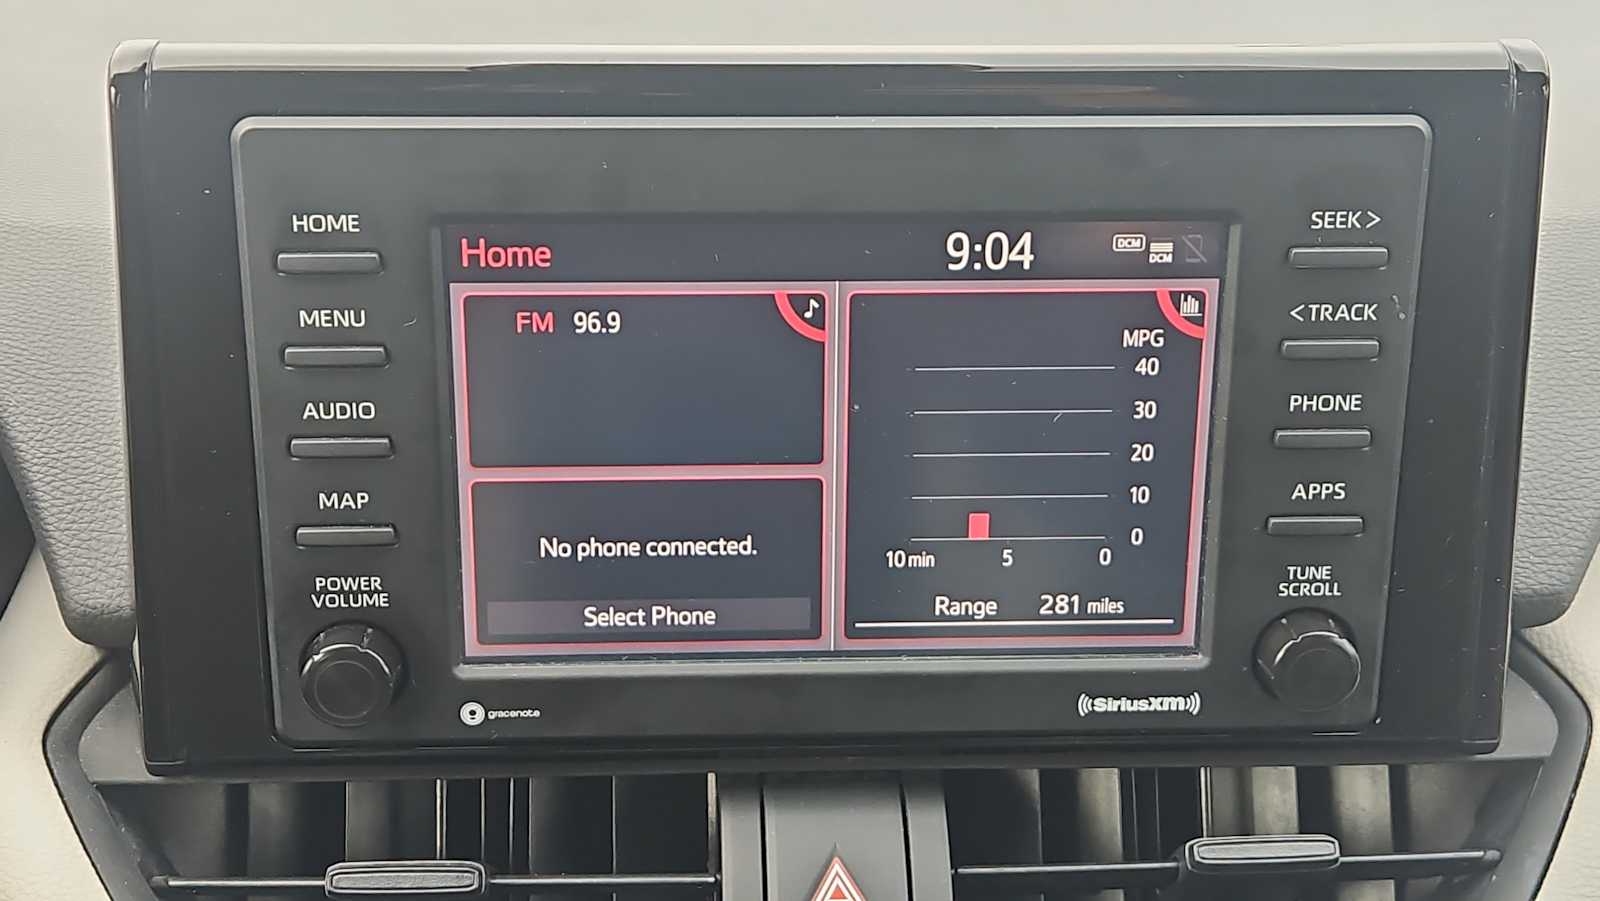 HOME
MENU
AUDIO
MAP
POWER
VOLUME
Home
9:04
DCM
DCM
FM 96.9
No phone connected.
Select Phone
MPG
40
30
20
10
0
10 min 5 0
Range 281 miles
SEEK >
< TRACK
PHONE
APPS
TUNE
SCROLL
gracenote
((SiriusXM))